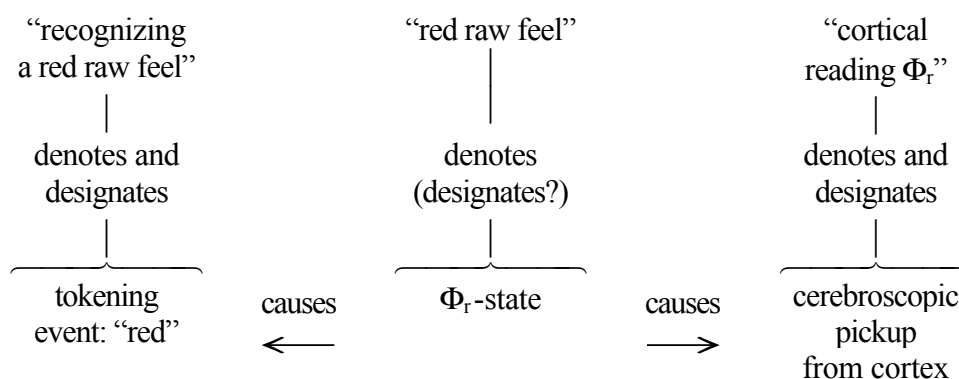 “recognizing
a red raw feel”
“red raw feel”
“cortical
reading Φr”
denotes and
designates
denotes
(designates?)
denotes and
designates
tokening
event: “red”
causes
Φr-state
causes
cerebroscopic
pickup
from cortex